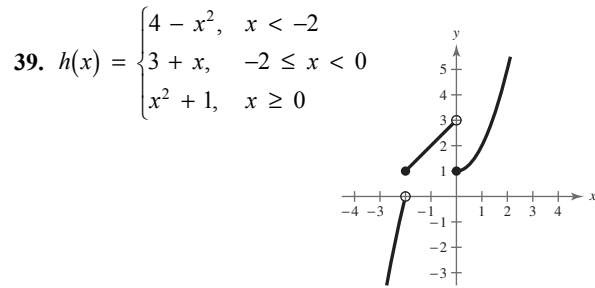 4 − x², x < −2
39. h(x) = { 3 + x, −2 ≤ x < 0
x² + 1, x ≥ 0
y
5
4
3
2
1
−4 −3 −1 1 2 3 4 x
−1
−2
−3